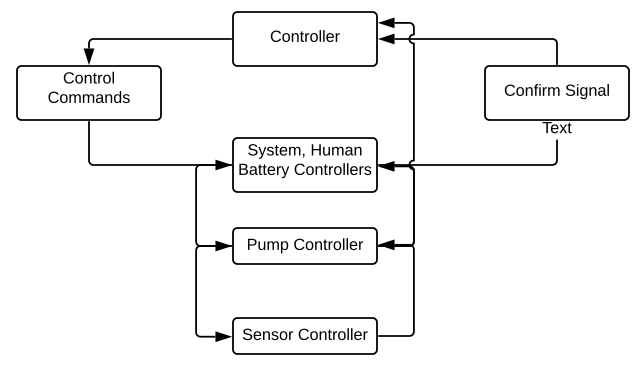 Controller
Control
Commands
Confirm Signal
Text
System, Human
Battery Controllers
Pump Controller
Sensor Controller